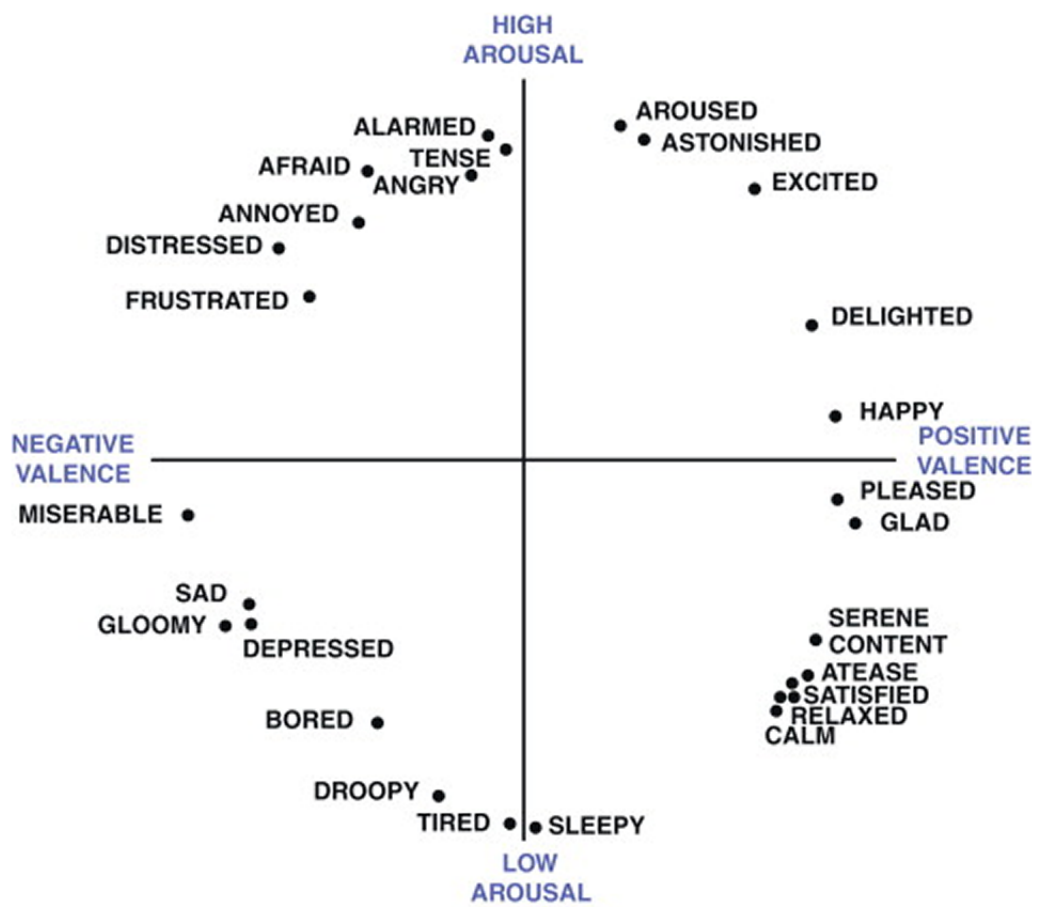 HIGH
AROUSAL
AROUSED
ALARMED
ASTONISHED
TENSE
AFRAID
ANGRY
EXCITED
ANNOYED
DISTRESSED
FRUSTRATED
DELIGHTED
HAPPY
NEGATIVE
VALENCE
POSITIVE
VALENCE
MISERABLE
PLEASED
GLAD
SAD
GLOOMY
DEPRESSED
SERENE
CONTENT
ATEASE
SATISFIED
RELAXED
CALM
BORED
DROOPY
TIRED
SLEEPY
LOW
AROUSAL